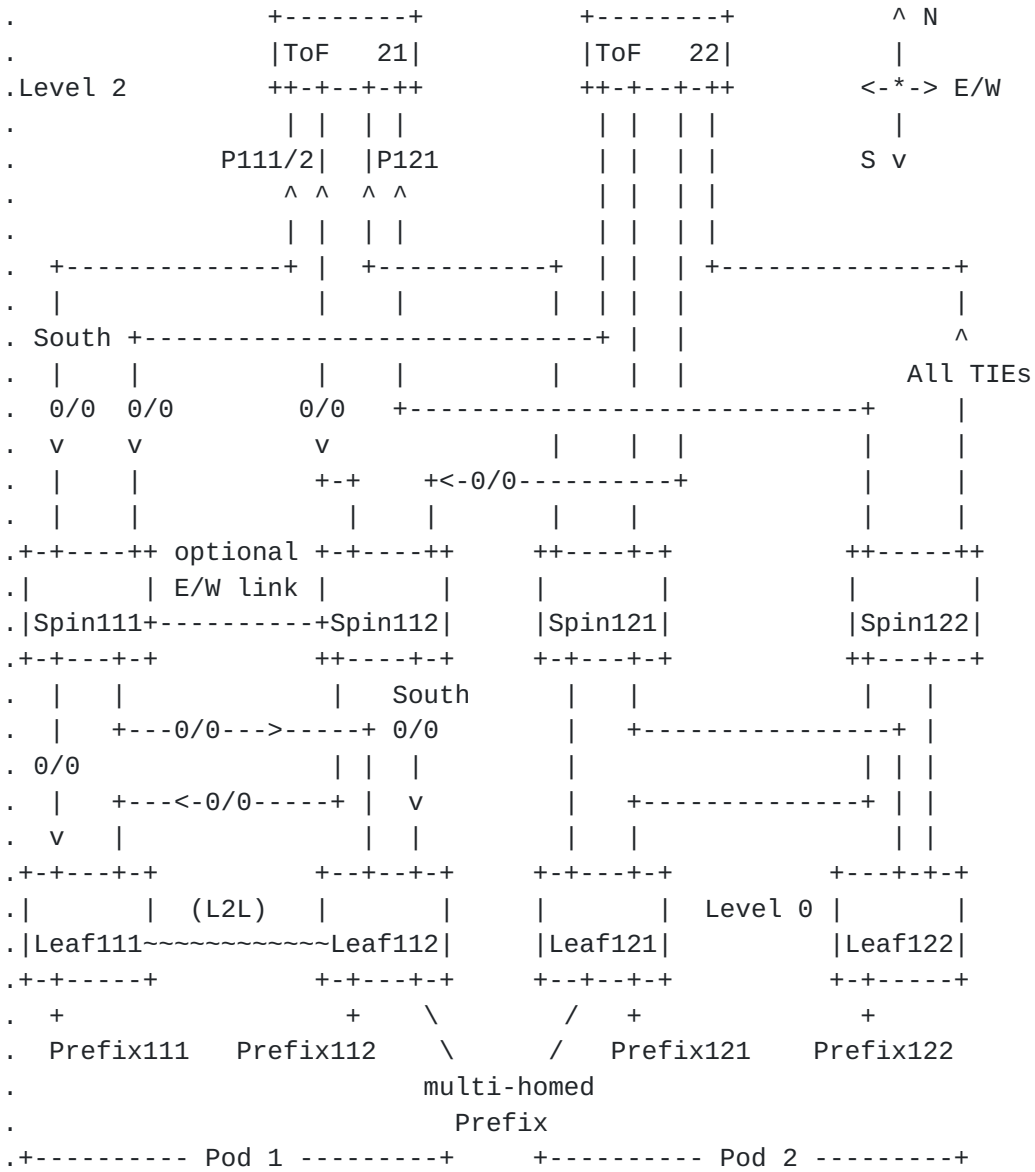 .                +--------+          +--------+          ^ N
.                |ToF   21|          |ToF   22|          |
.Level 2         ++-+--+-++          ++-+--+-++        <-*-> E/W
.                 | |  | |            | |  | |           |
.             P111/2|  |P121          | |  | |         S v
.                 ^ ^  ^ ^            | |  | |
.                 | |  | |            | |  | |
.  +--------------+ |  +-----------+  | |  | +---------------+
.  |                |    |         |  | |  |                 |
. South +-----------------------------+ |  |                 ^
.  |    |           |    |         |    |  |              All TIEs
.  0/0  0/0        0/0   +-----------------------------+     |
.  v    v           v              |    |  |           |     |
.  |    |           +-+    +<-0/0----------+           |     |
.  |    |             |    |       |    |              |     |
.+-+----++ optional +-+----++     ++----+-+           ++-----++
.|       | E/W link |       |     |       |           |       |
.|Spin111+----------+Spin112|     |Spin121|           |Spin122|
.+-+---+-+          ++----+-+     +-+---+-+           ++---+--+
.  |   |             |   South      |   |              |   |
.  |   +---0/0--->-----+ 0/0        |   +----------------+ |
. 0/0                | |  |         |                  | | |
.  |   +---<-0/0-----+ |  v         |   +--------------+ | |
.  v   |               |  |         |   |                | |
.+-+---+-+          +--+--+-+     +-+---+-+          +---+-+-+
.|       |  (L2L)   |       |     |       |  Level 0 |       |
.|Leaf111~~~~~~~~~~~~Leaf112|     |Leaf121|          |Leaf122|
.+-+-----+          +-+---+-+     +--+--+-+          +-+-----+
.  +                  +    \        /   +              +
.  Prefix111   Prefix112    \      /   Prefix121    Prefix122
.                          multi-homed
.                            Prefix
.+---------- Pod 1 ---------+     +---------- Pod 2 ---------+